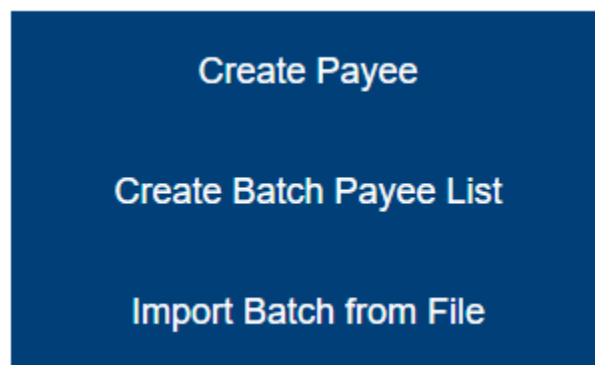 Create Payee
Create Batch Payee List
Import Batch from File